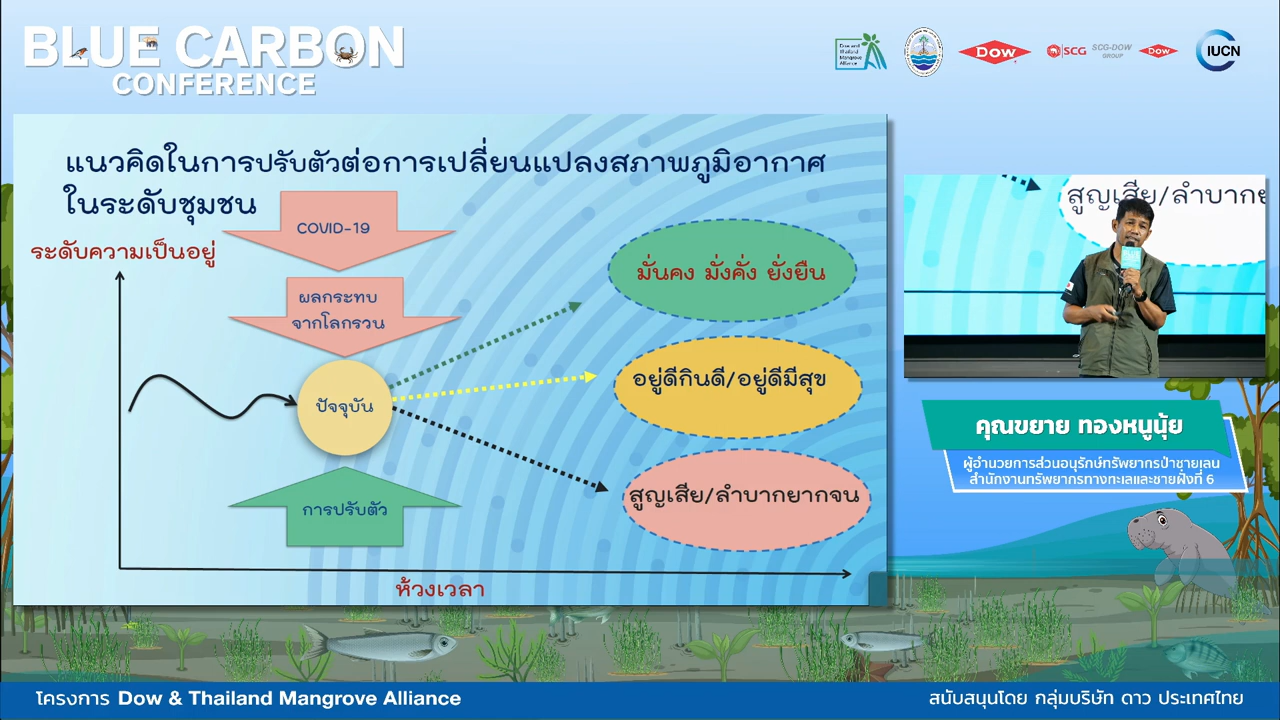 BLUE CARBON
CONFERENCE
Dow and
Thailand
Mangrove
Alliance
Dow
SCG
SCG-DOW
GROUP
Dow
IUCN
แนวคิดในการปรับตัวต่อการเปลี่ยนแปลงสภาพภูมิอากาศ
ในระดับชุมชน
ระดับความเป็นอยู่
COVID-19
ผลกระทบ
จากโลกรวน
ปัจจุบัน
การปรับตัว
มั่นคง มั่งคั่ง ยั่งยืน
อยู่ดีกินดี/อยู่ดีมีสุข
สูญเสีย/ลำบากยากจน
ห้วงเวลา
สูญเสีย/ลำบากย
คุณขยาย ทองหนูนุ้ย
ผู้อำนวยการส่วนอนุรักษ์ทรัพยากรป่าชายเลน
สำนักงานทรัพยากรทางทะเลและชายฝั่งที่ 6
โครงการ Dow & Thailand Mangrove Alliance
สนับสนุนโดย กลุ่มบริษัท ดาว ประเทศไทย